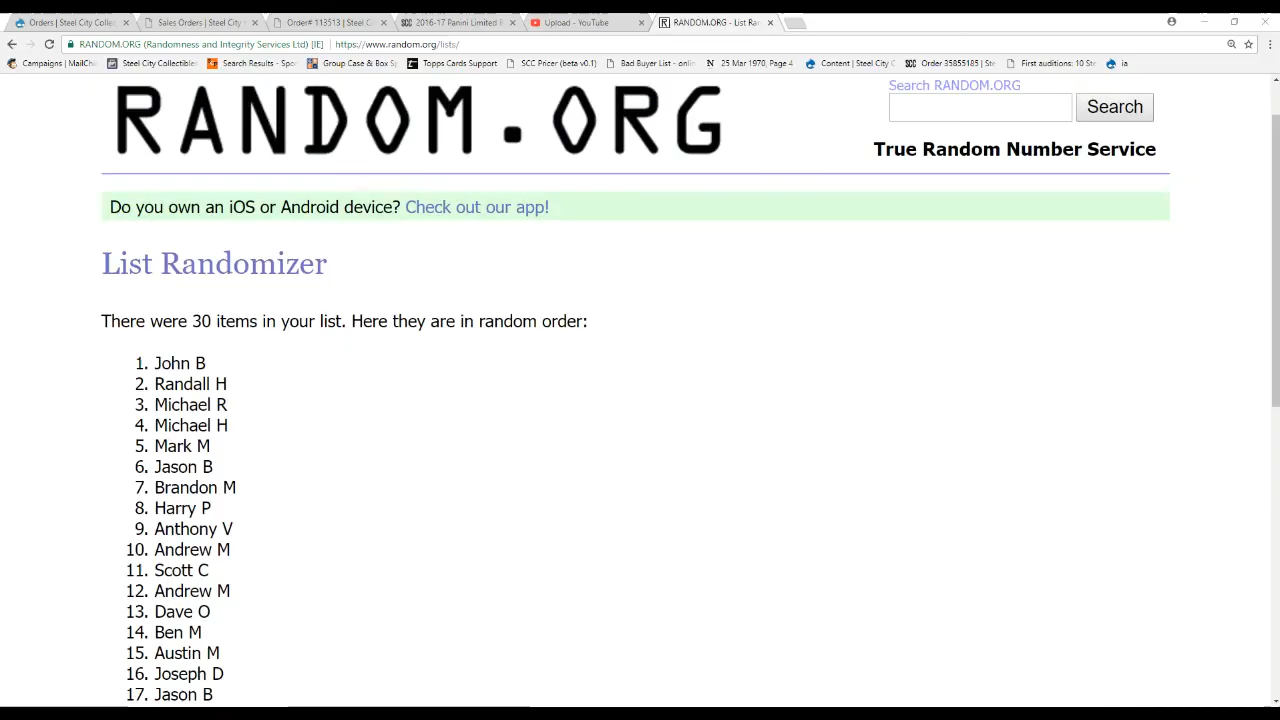 Orders | Steel City Colle
Sales Orders | Steel City
Order# 113513 | Steel C
2016-17 Panini Limited
Upload - YouTube
RANDOM.ORG - List Ra
RANDOM.ORG (Randomness and Integrity Services Ltd) [IE]
https://www.random.org/lists/
Campaigns | MailChi
Steel City Collectibles
Search Results - Spo
Group Case & Box S
Topps Cards Support
SCC Pricer (beta v0.1)
Bad Buyer List - onlin
25 Mar 1970, Page 4
Content | Steel City C
Order 35855185 | St
First auditions: 10 St
ia
RANDOM.ORG
Search RANDOM.ORG
Search
True Random Number Service
Do you own an iOS or Android device? Check out our app!
List Randomizer
There were 30 items in your list. Here they are in random order:
1. John B
2. Randall H
3. Michael R
4. Michael H
5. Mark M
6. Jason B
7. Brandon M
8. Harry P
9. Anthony V
10. Andrew M
11. Scott C
12. Andrew M
13. Dave O
14. Ben M
15. Austin M
16. Joseph D
17. Jason B